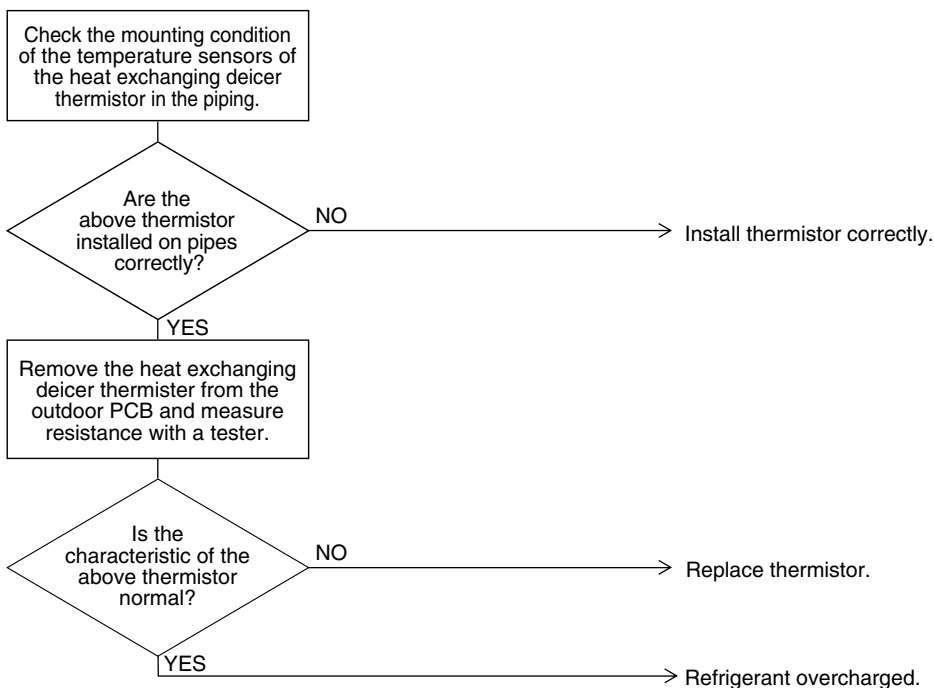 Check the mounting condition
of the temperature sensors of
the heat exchanging deicer
thermistor in the piping.
Are the
above thermistor
installed on pipes
correctly?
NO
Install thermistor correctly.
YES
Remove the heat exchanging
deicer thermister from the
outdoor PCB and measure
resistance with a tester.
Is the
characteristic of the
above thermistor
normal?
NO
Replace thermistor.
YES
Refrigerant overcharged.